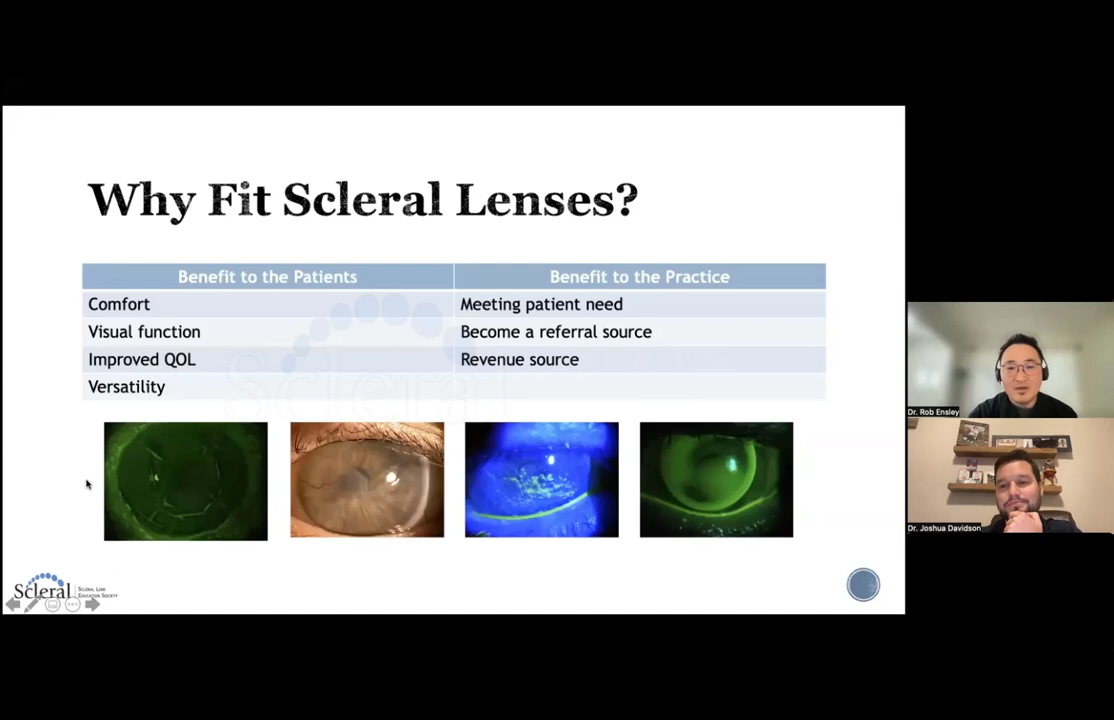 Why Fit Scleral Lenses?
Benefit to the Patients
Benefit to the Practice
Comfort
Meeting patient need
Visual function
Become a referral source
Improved QOL
Revenue source
Versatility
Scleral
Dr. Rob Ensley
Dr. Joshua Davidson
Scleral
SCLERAL LENS
EDUCATION SOCIETY